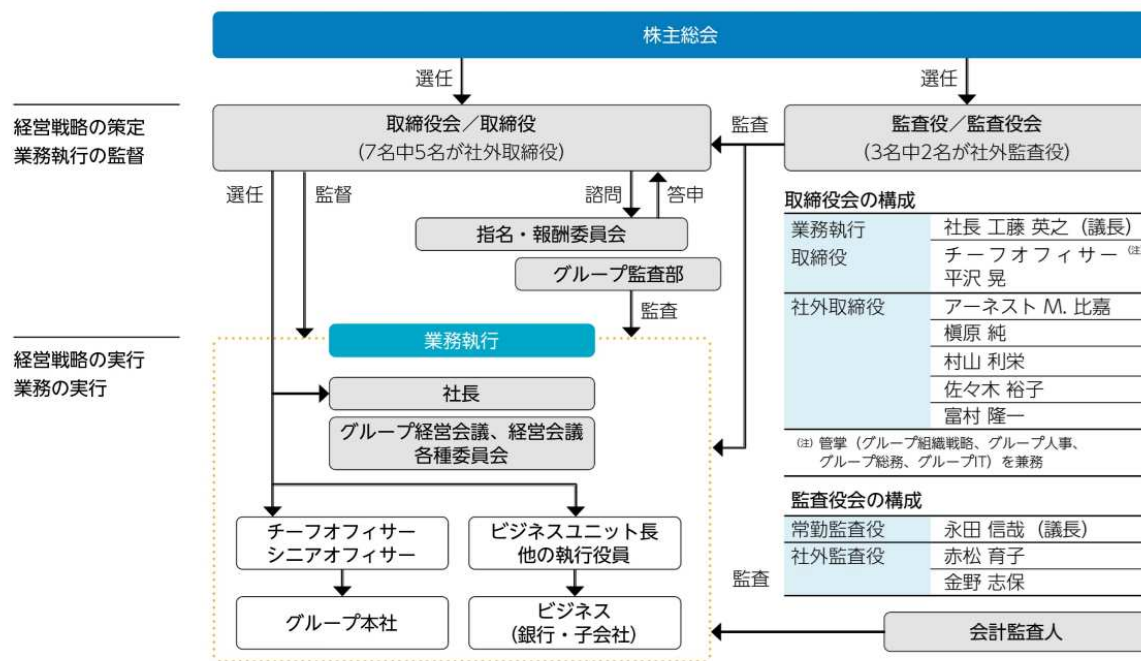 株主総会
選任
選任
経営戦略の策定
業務執行の監督
取締役会／取締役
(7名中5名が社外取締役)
監査
監査役／監査役会
(3名中2名が社外監査役)
選任
監督
諮問
答申
指名・報酬委員会
グループ監査部
監査
経営戦略の実行
業務の実行
業務執行
社長
グループ経営会議、経営会議
各種委員会
チーフオフィサー
シニアオフィサー
ビジネスユニット長
他の執行役員
グループ本社
ビジネス
(銀行・子会社)
取締役会の構成
業務執行
取締役
社長 工藤 英之 (議長)
チーフオフィサー (注)
平沢 晃
社外取締役
アーネスト M. 比嘉
槇原 純
村山 利栄
佐々木 裕子
富村 隆一
(注) 管掌（グループ組織戦略、グループ人事、
グループ総務、グループIT）を兼務
監査役会の構成
常勤監査役
永田 信哉 (議長)
社外監査役
赤松 育子
金野 志保
監査
会計監査人